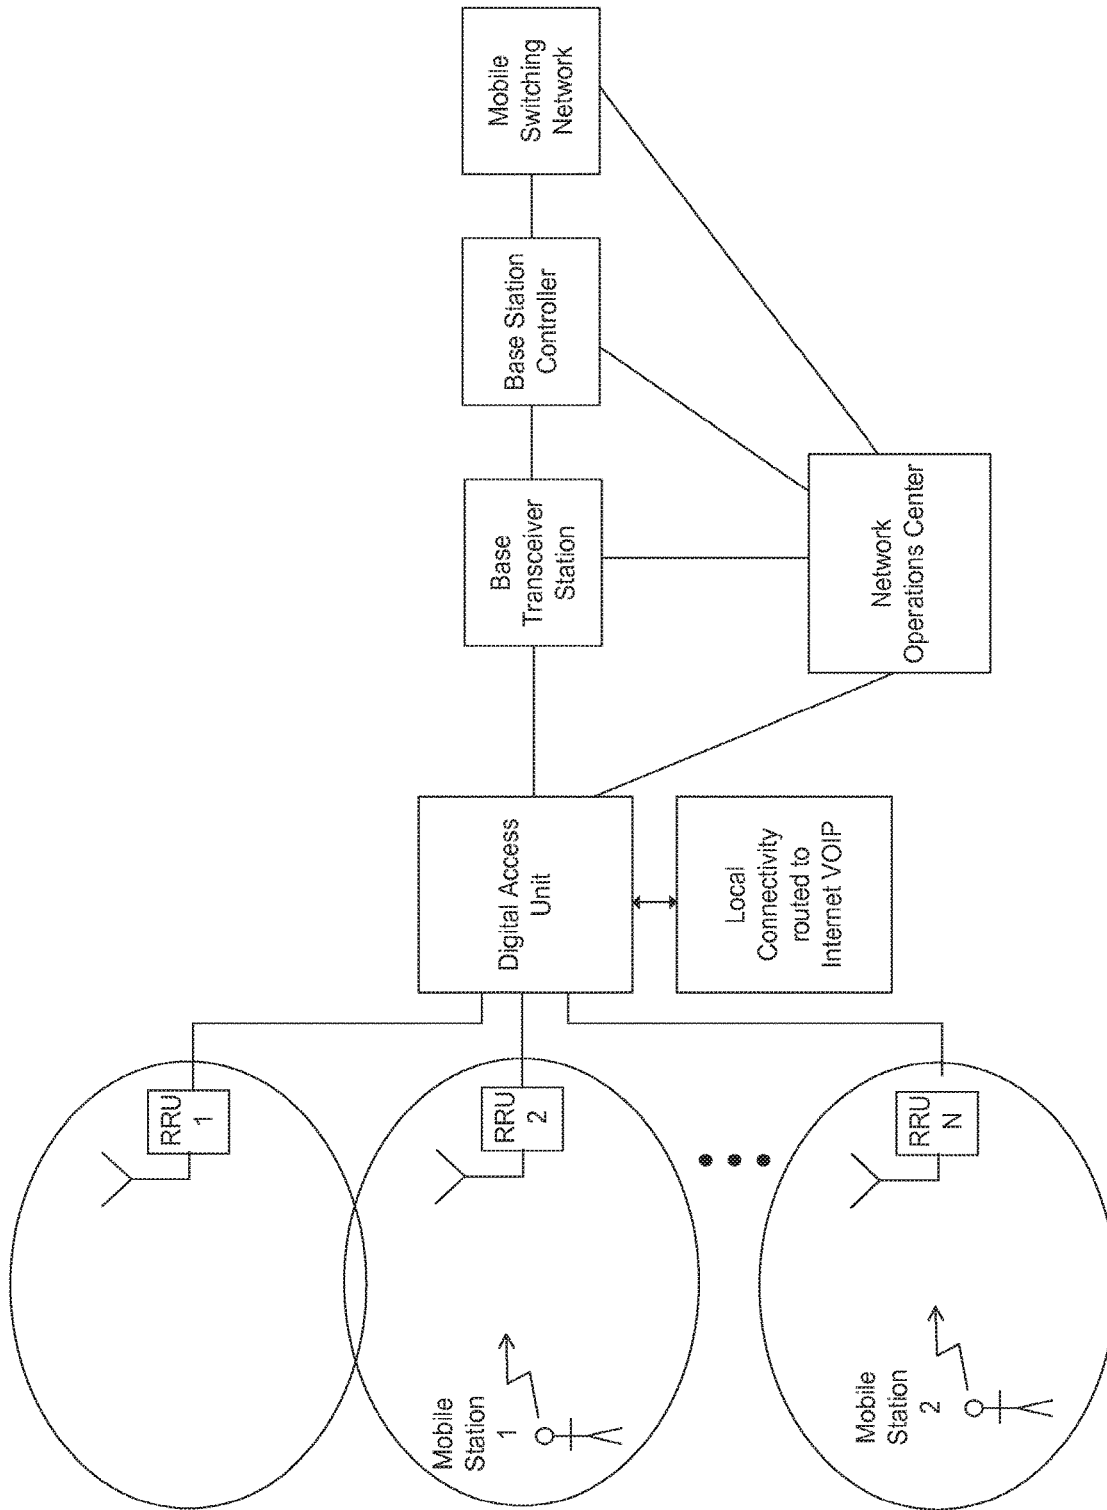 Mobile
Switching
Network
Base Station
Controller
Base
Transceiver
Station
Network
Operations Center
Digital Access
Unit
Local
Connectivity
routed to
Internet VOIP
RRU
1
RRU
2
RRU
N
Mobile
Station
1
Mobile
Station
2